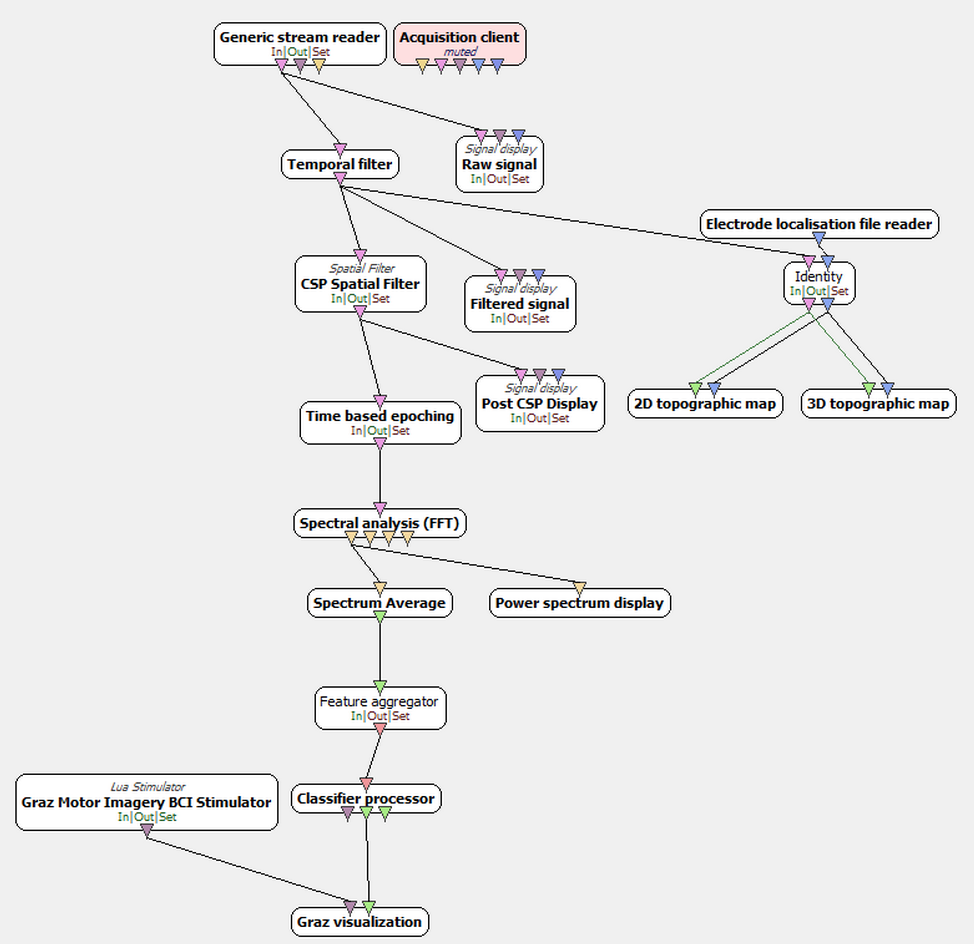 Generic stream reader
In|Out|Set
Acquisition client
muted
Signal display
Raw signal
In|Out|Set
Temporal filter
Electrode localisation file reader
Spatial Filter
CSP Spatial Filter
In|Out|Set
Signal display
Filtered signal
In|Out|Set
Identity
In|Out|Set
Signal display
Post CSP Display
In|Out|Set
2D topographic map
3D topographic map
Time based epoching
In|Out|Set
Spectral analysis (FFT)
Spectrum Average
Power spectrum display
Feature aggregator
In|Out|Set
Lua Stimulator
Graz Motor Imagery BCI Stimulator
In|Out|Set
Classifier processor
Graz visualization